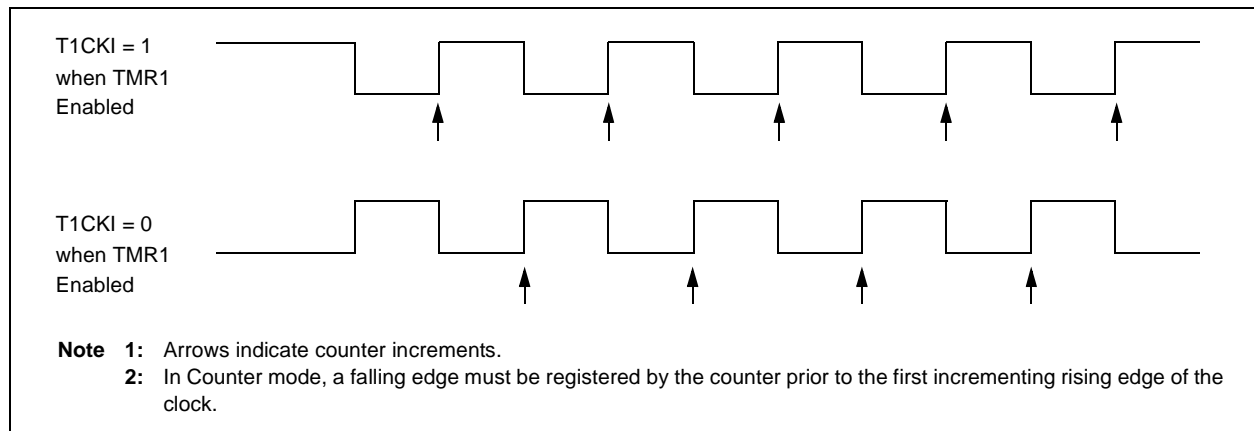 T1CKI = 1
when TMR1
Enabled
T1CKI = 0
when TMR1
Enabled
Note 1: Arrows indicate counter increments.
2: In Counter mode, a falling edge must be registered by the counter prior to the first incrementing rising edge of the
clock.